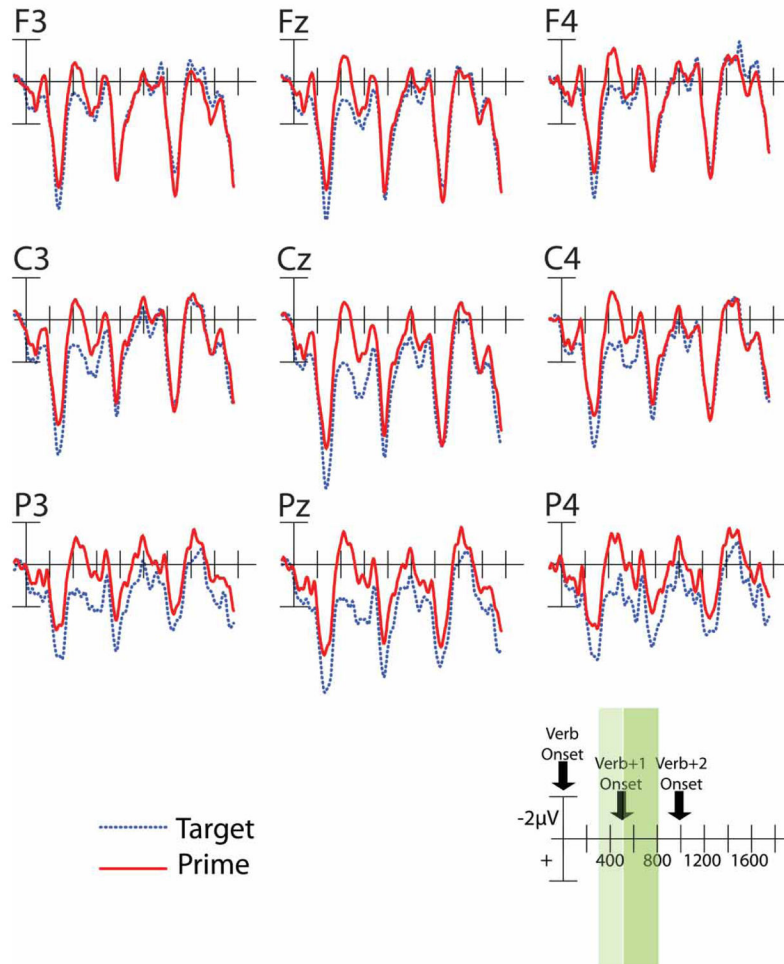 F3
Fz
F4
C3
Cz
C4
P3
Pz
P4
Verb
Onset
Verb+1
Onset
Verb+2
Onset
-2µV
+
400
800
1200
1600
Target
Prime